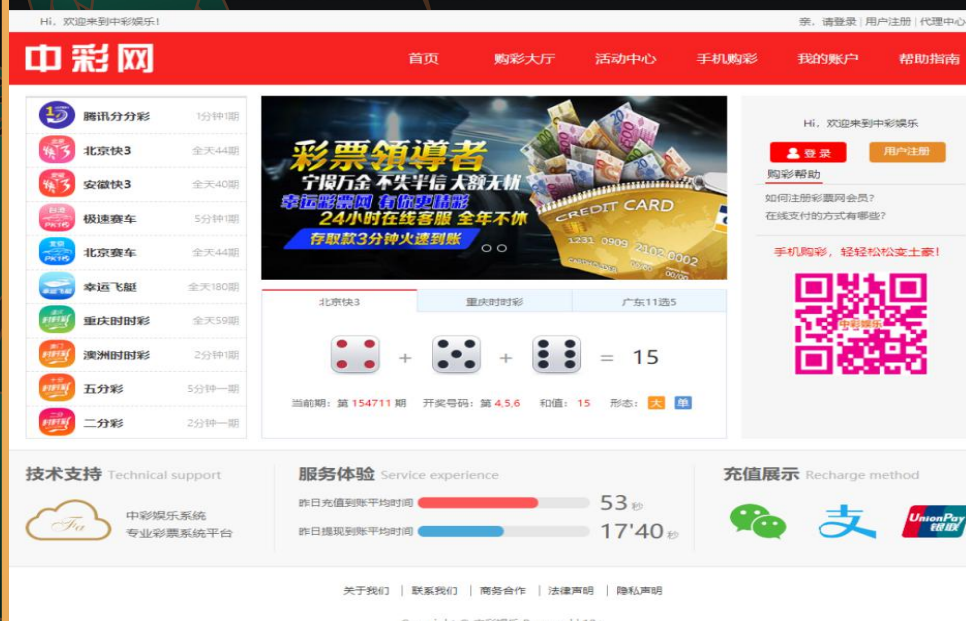 Hi，欢迎来到中彩娱乐!
亲，请登录 | 用户注册 | 代理中心
中彩网
首页 购彩大厅 活动中心 手机购彩 我的账户 帮助指南
腾讯分分彩 1分钟1期
北京快3 全天44期
安徽快3 全天40期
极速赛车 5分钟1期
北京赛车 全天44期
幸运飞艇 全天180期
重庆时时彩 全天59期
澳洲时时彩 2分钟1期
五分彩 5分钟一期
二分彩 2分钟一期
彩票領導者
宁损万金 不失半信 大额无忧
幸运彩票网 有你更精彩
24小时在线客服 全年不休
存取款3分钟火速到账
CREDIT CARD
1231 0909 2102 0002
北京快3 重庆时时彩 广东11选5
+ + = 15
当前期：第 154711 期 开奖号码：第 4,5,6 和值：15 形态：大 单
Hi，欢迎来到中彩娱乐
登录 用户注册
购彩帮助
如何注册彩票网会员?
在线支付的方式有哪些?
手机购彩，轻轻松松变土豪!
中彩娱乐
技术支持 Technical support
Fa
中彩娱乐系统
专业彩票系统平台
服务体验 Service experience
昨日充值到账平均时间 53 秒
昨日提现到账平均时间 17'40 秒
充值展示 Recharge method
UnionPay
银联
关于我们 | 联系我们 | 商务合作 | 法律声明 | 隐私声明